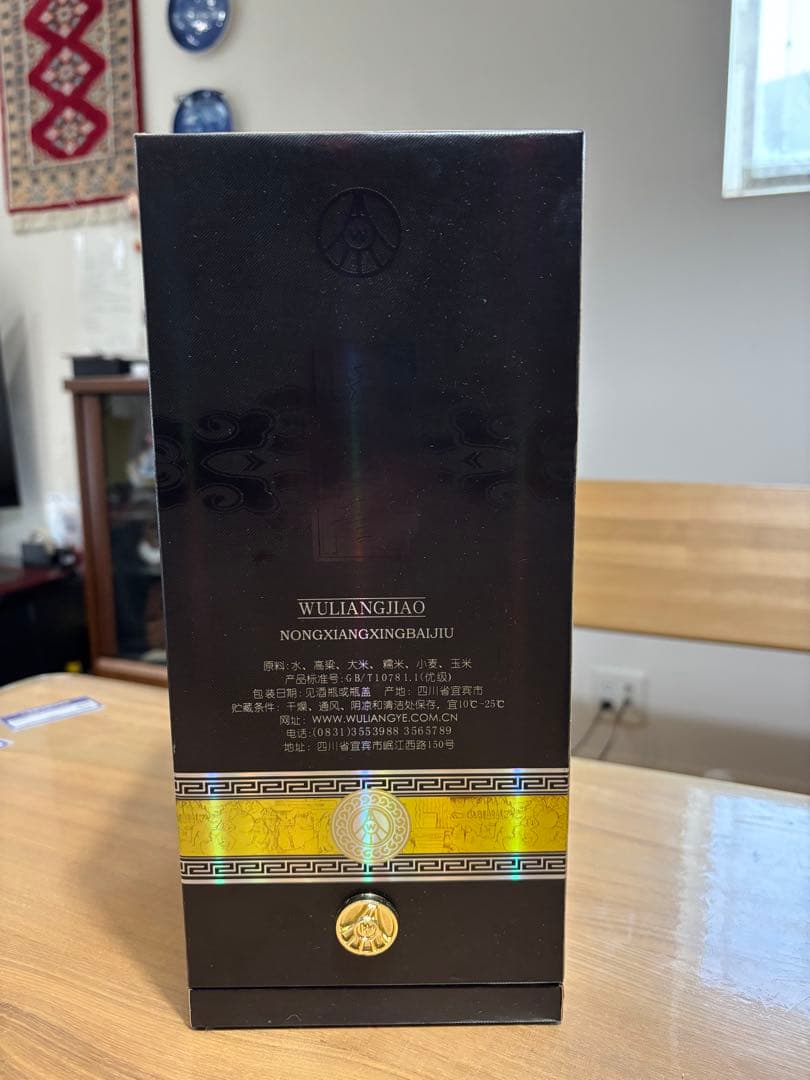 WULIANGJIAO
NONGXIANGXINGBAIJIU
原料:水、高粱、大米、糯米、小麦、玉米
产品标准号:GB/T10781.1(优级)
包装日期:见酒瓶或瓶盖 产地: 四川省宜宾市
贮藏条件: 干燥、通风、阴凉和清洁处保存, 宜10℃-25℃
网址: WWW.WULIANGYE.COM.CN
电话:(0831)3553988 3565789
地址: 四川省宜宾市岷江西路150号